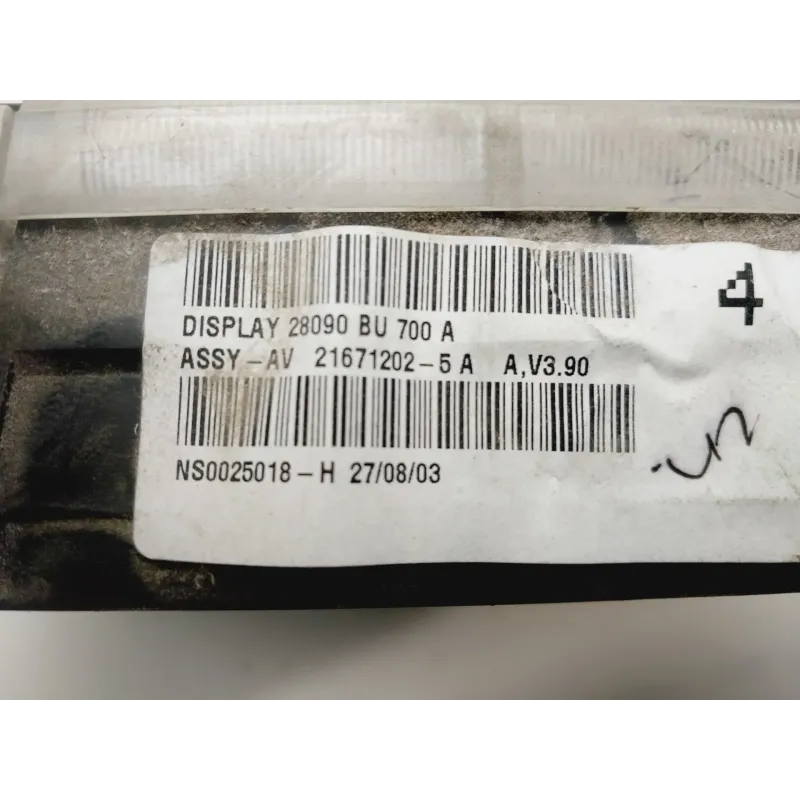 4
DISPLAY 28090 BU 700 A
ASSY-AV 21671202-5 A A,V3.90
NS0025018-H 27/08/03